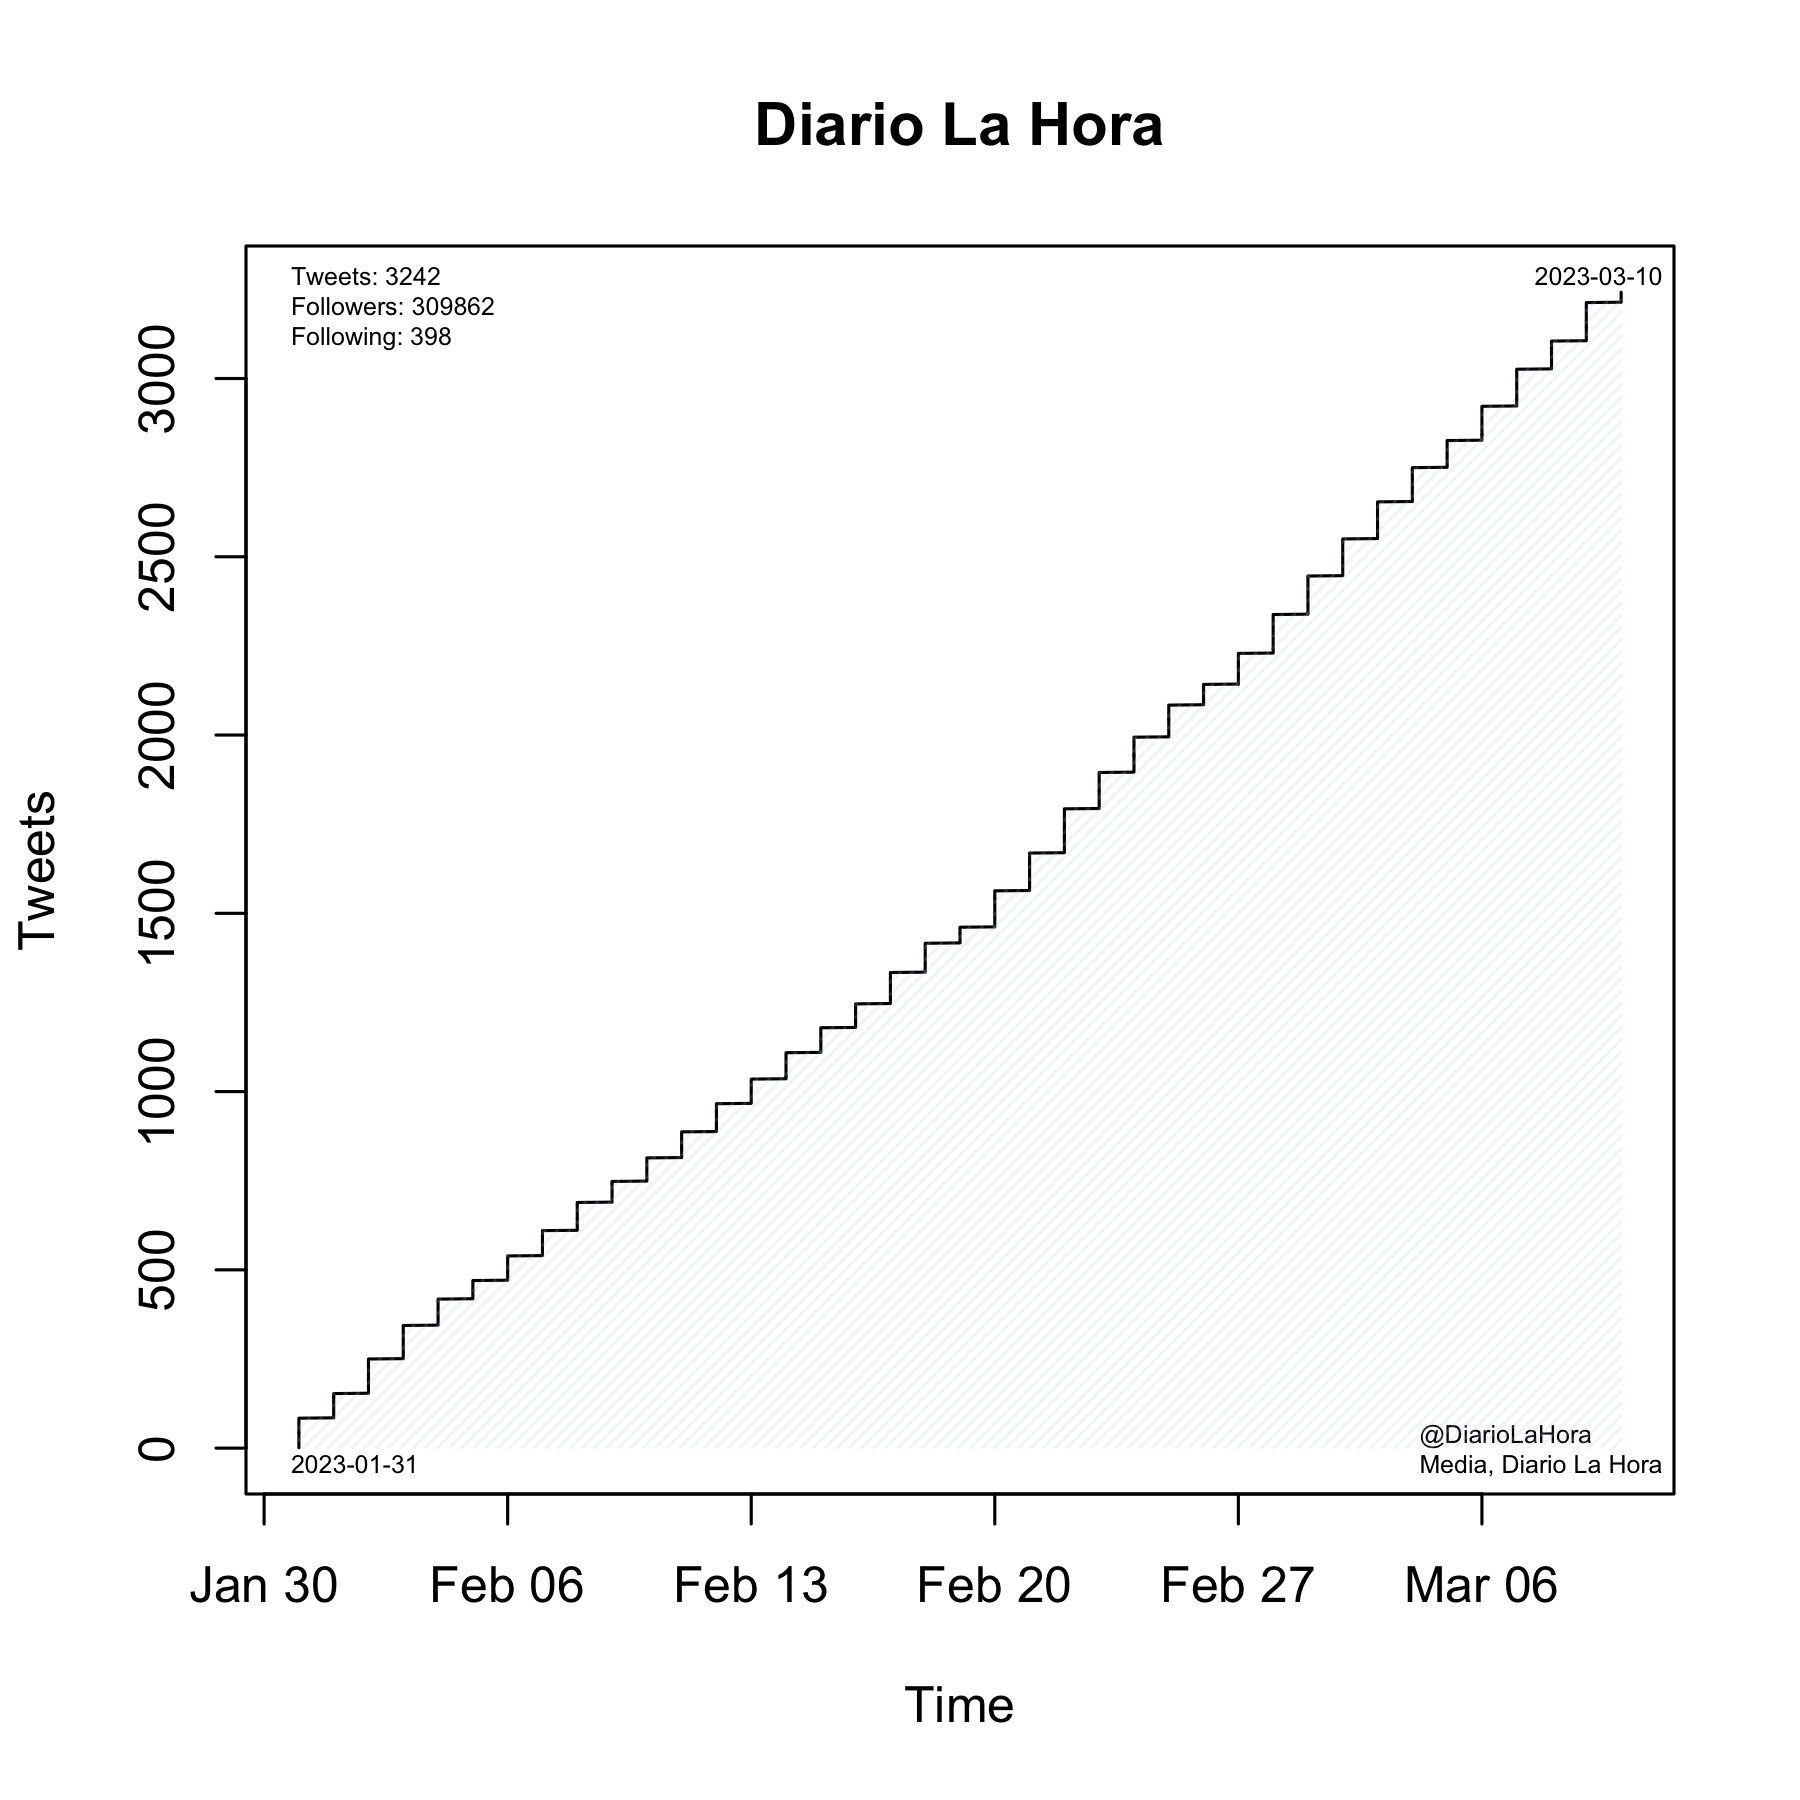 Diario La Hora
Tweets: 3242
Followers: 309862
Following: 398
2023-03-10
3000
2500
2000
1500
1000
500
0
Tweets
@DiarioLaHora
Media, Diario La Hora
2023-01-31
Jan 30 Feb 06 Feb 13 Feb 20 Feb 27 Mar 06
Time